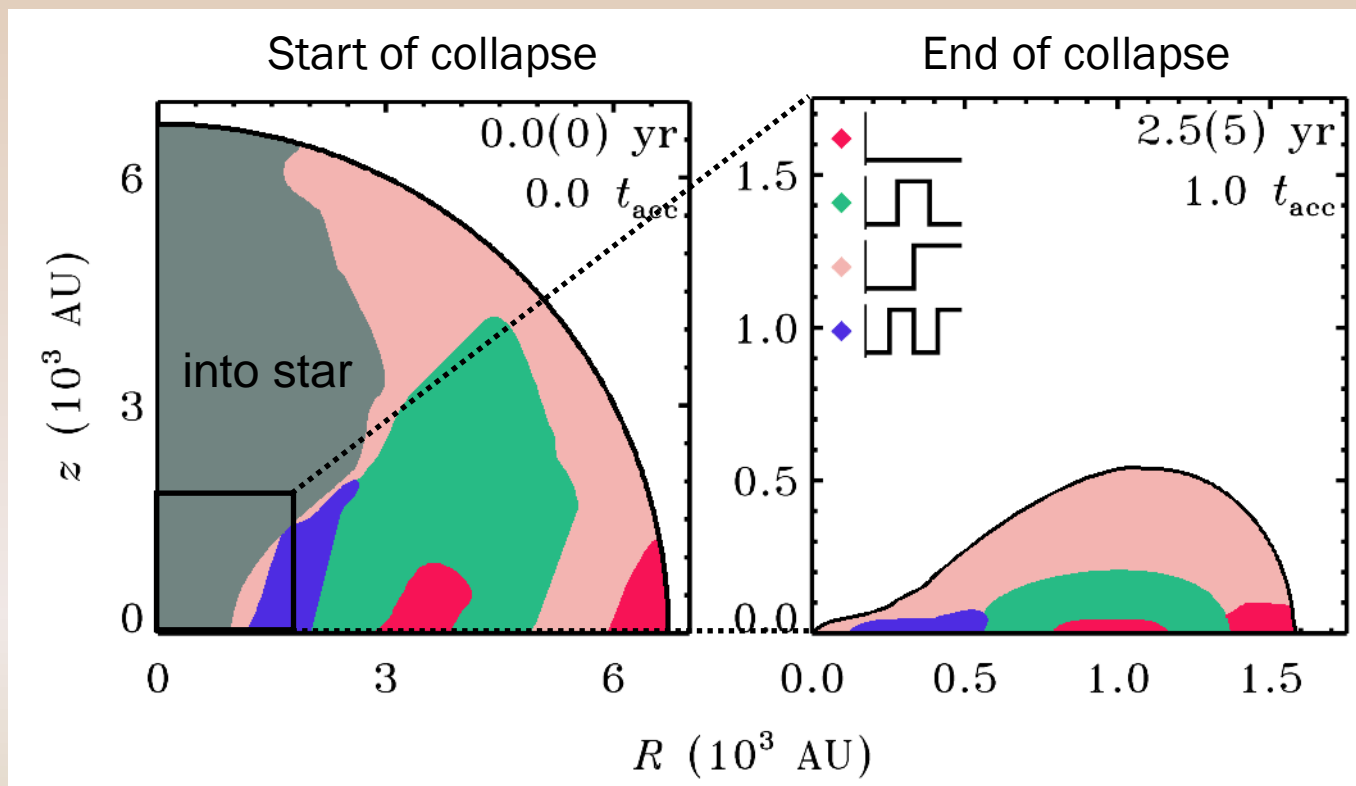 Start of collapse
End of collapse
0.0(0) yr
0.0 t_acc
into star
z (10³ AU)
6
3
0
0
3
6
2.5(5) yr
1.0 t_acc
1.5
1.0
0.5
0.0
0.0
0.5
1.0
1.5
R (10³ AU)